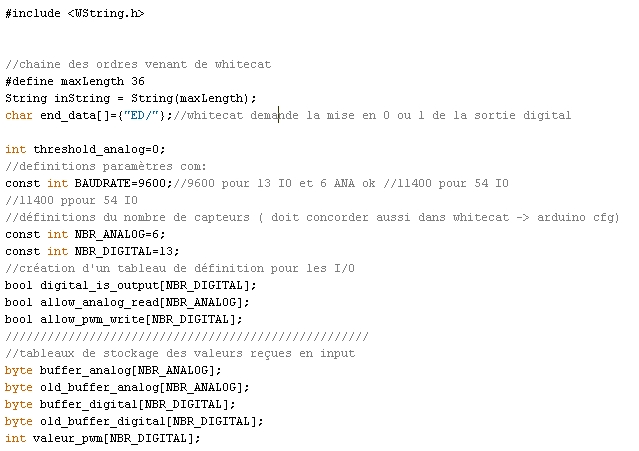 #include <WString.h>
//chaine des ordres venant de whitecat
#define maxLength 36
String inString = String(maxLength);
char end_data[]={"ED/"};//whitecat demande la mise en 0 ou 1 de la sortie digital
int threshold_analog=0;
//definitions paramètres com:
const int BAUDRATE=9600;//9600 pour 13 IO et 6 ANA ok //11400 pour 54 IO
//11400 ppour 54 IO
//définitions du nombre de capteurs ( doit concorder aussi dans whitecat -> arduino cfg)
const int NBR_ANALOG=6;
const int NBR_DIGITAL=13;
//création d'un tableau de définition pour les I/O
bool digital_is_output[NBR_DIGITAL];
bool allow_analog_read[NBR_ANALOG];
bool allow_pwm_write[NBR_DIGITAL];
////////////////////////////////////////////////////
//tableaux de stockage des valeurs reçues en input
byte buffer_analog[NBR_ANALOG];
byte old_buffer_analog[NBR_ANALOG];
byte buffer_digital[NBR_DIGITAL];
byte old_buffer_digital[NBR_DIGITAL];
int valeur_pwm[NBR_DIGITAL];